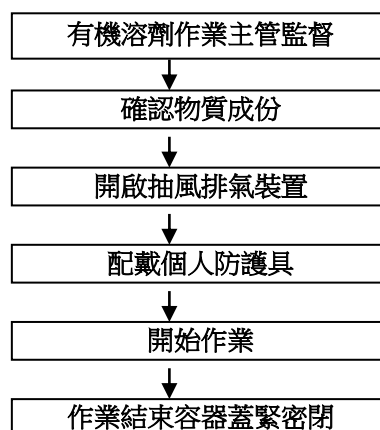 有機溶劑作業主管監督
確認物質成份
開啟抽風排氣裝置
配戴個人防護具
開始作業
作業結束容器蓋緊密閉